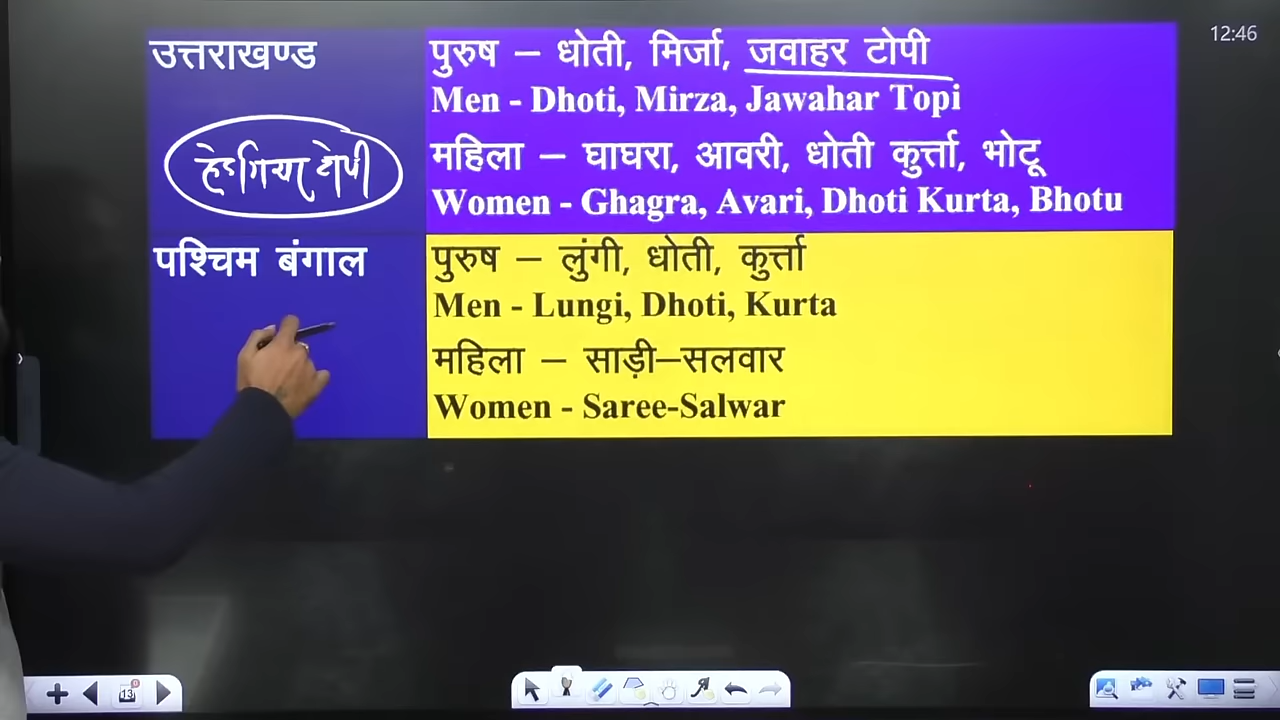 12:46
उत्तराखण्ड
पुरुष – धोती, मिर्जा, जवाहर टोपी
Men - Dhoti, Mirza, Jawahar Topi
टोपी
महिला – घाघरा, आवरी, धोती कुर्त्ता, भोटू
Women - Ghagra, Avari, Dhoti Kurta, Bhotu
पश्चिम बंगाल
पुरुष – लुंगी, धोती, कुर्त्ता
Men - Lungi, Dhoti, Kurta
महिला – साड़ी–सलवार
Women - Saree-Salwar
13